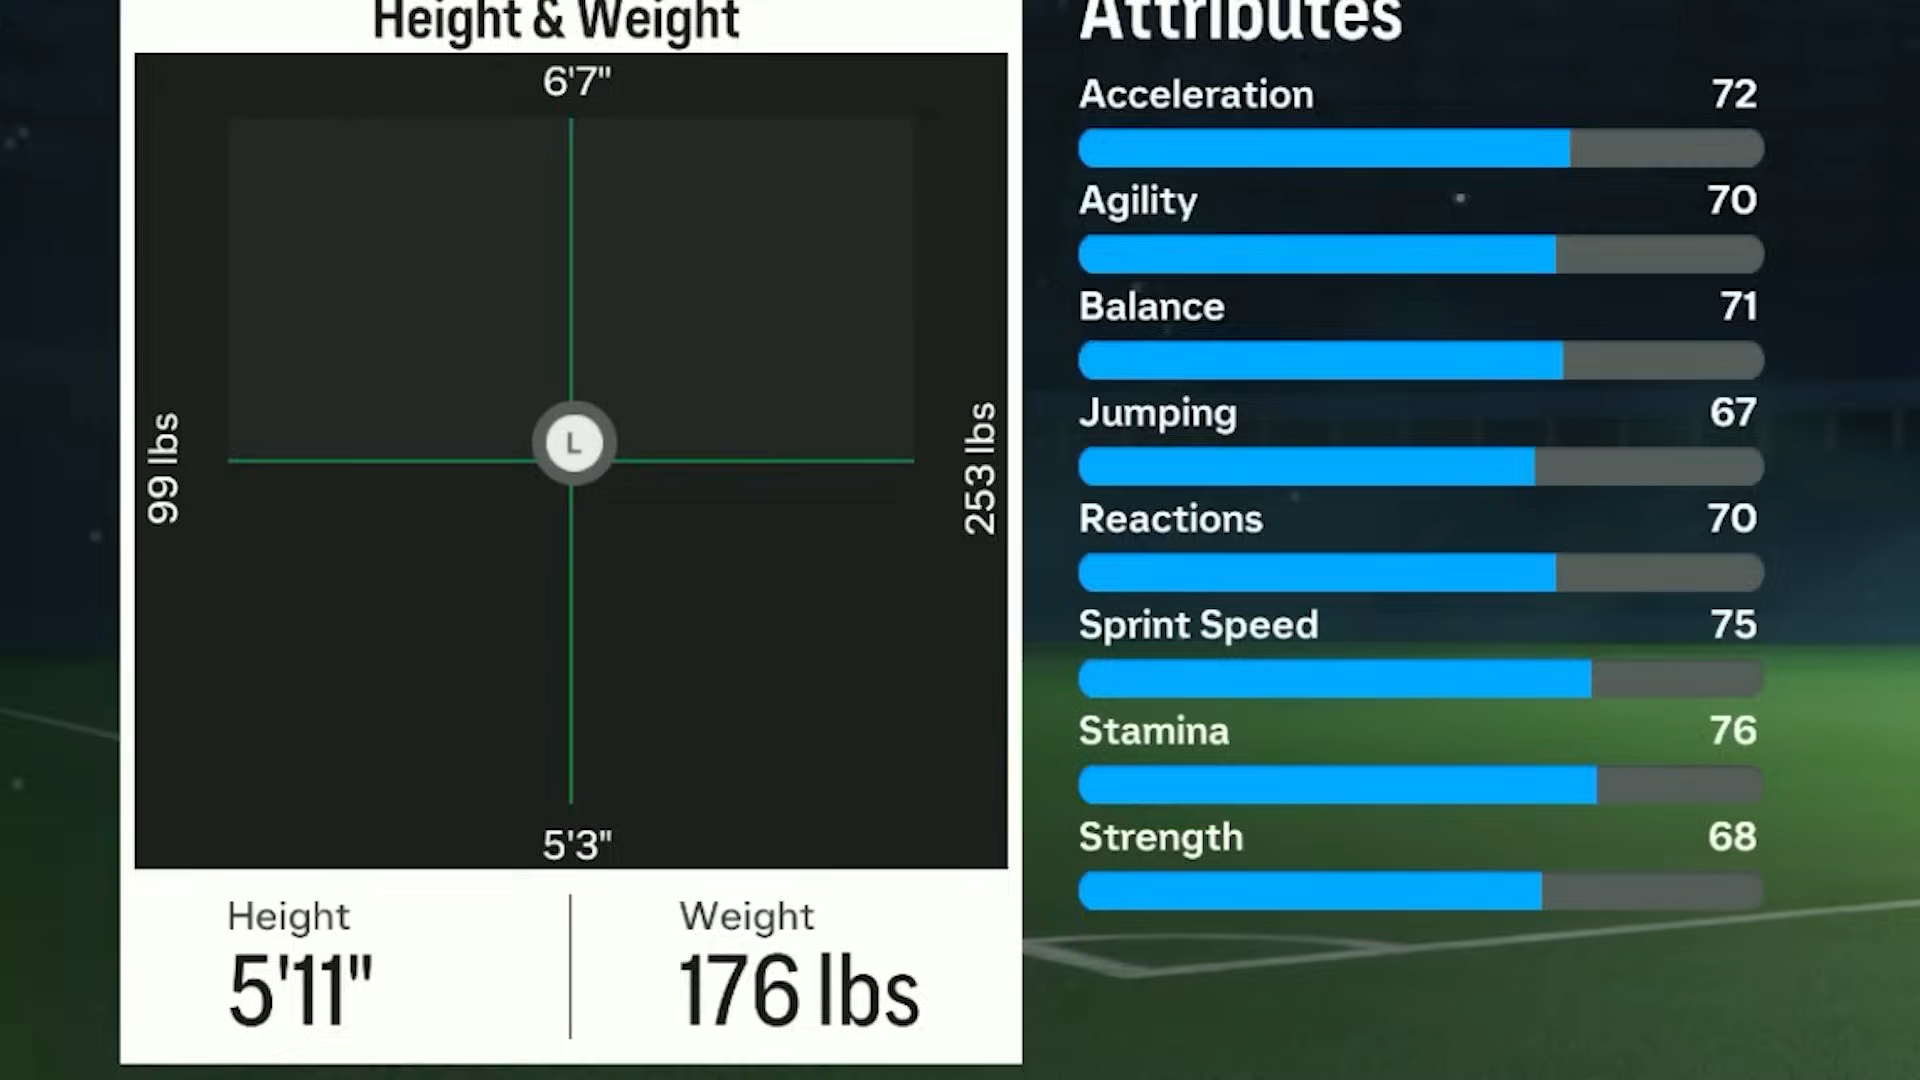 Height & Weight
6'7"
99 lbs
L
253 lbs
5'3"
Height
5'11"
Weight
176 lbs
Attributes
Acceleration 72
Agility 70
Balance 71
Jumping 67
Reactions 70
Sprint Speed 75
Stamina 76
Strength 68